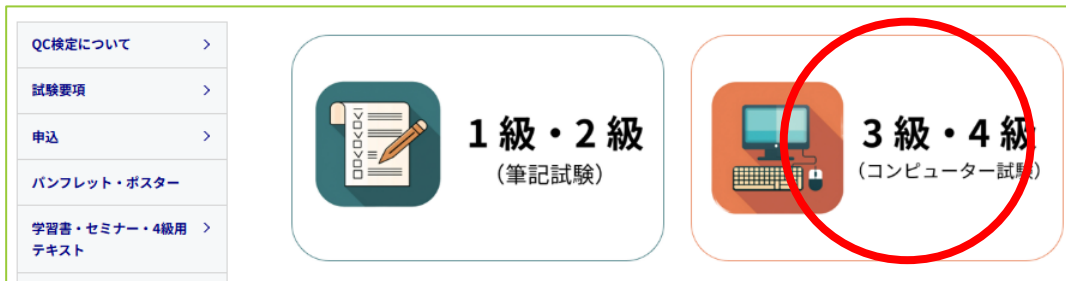 QC検定について
試験要項
申込
パンフレット・ポスター
学習書・セミナー・4級用
テキスト
1級・2級
(筆記試験)
3級・4級
(コンピューター試験)